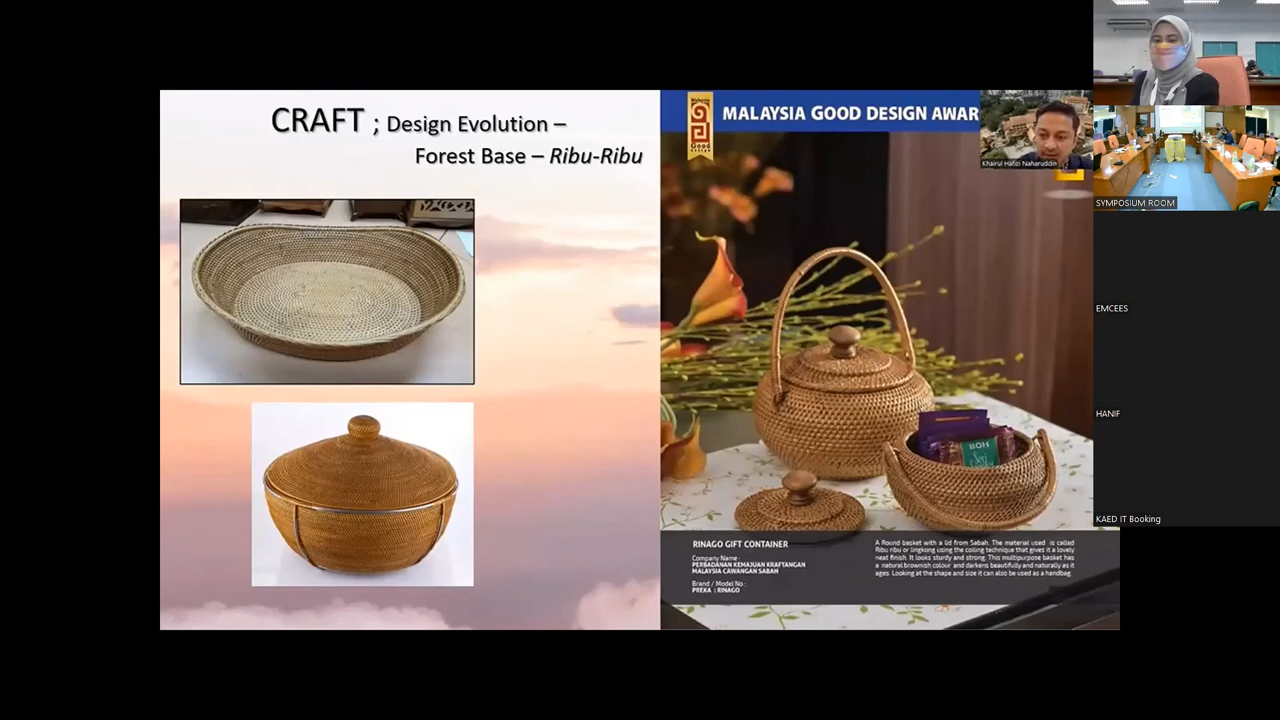 CRAFT ; Design Evolution –
Forest Base – Ribu-Ribu
Malaysia
Good
design
MALAYSIA GOOD DESIGN AWAR
Khairul Hafizi Naharuddin
SYMPOSIUM ROOM
EMCEES
HANIF
KAED IT Booking
BOH
RINAGO GIFT CONTAINER
Company Name :
PERBADANAN KEMAJUAN KRAFTANGAN
MALAYSIA CAWANGAN SABAH
Brand / Model No :
PREKA : RINAGO
A Round basket with a lid from Sabah. The material used is called
Ribu ribu or lingkong using the coiling technique that gives it a lovely
neat finish. It looks sturdy and strong. This multipurpose basket has
a natural brownish colour and darkens beautifully and naturally as it
ages. Looking at the shape and size it can also be used as a handbag